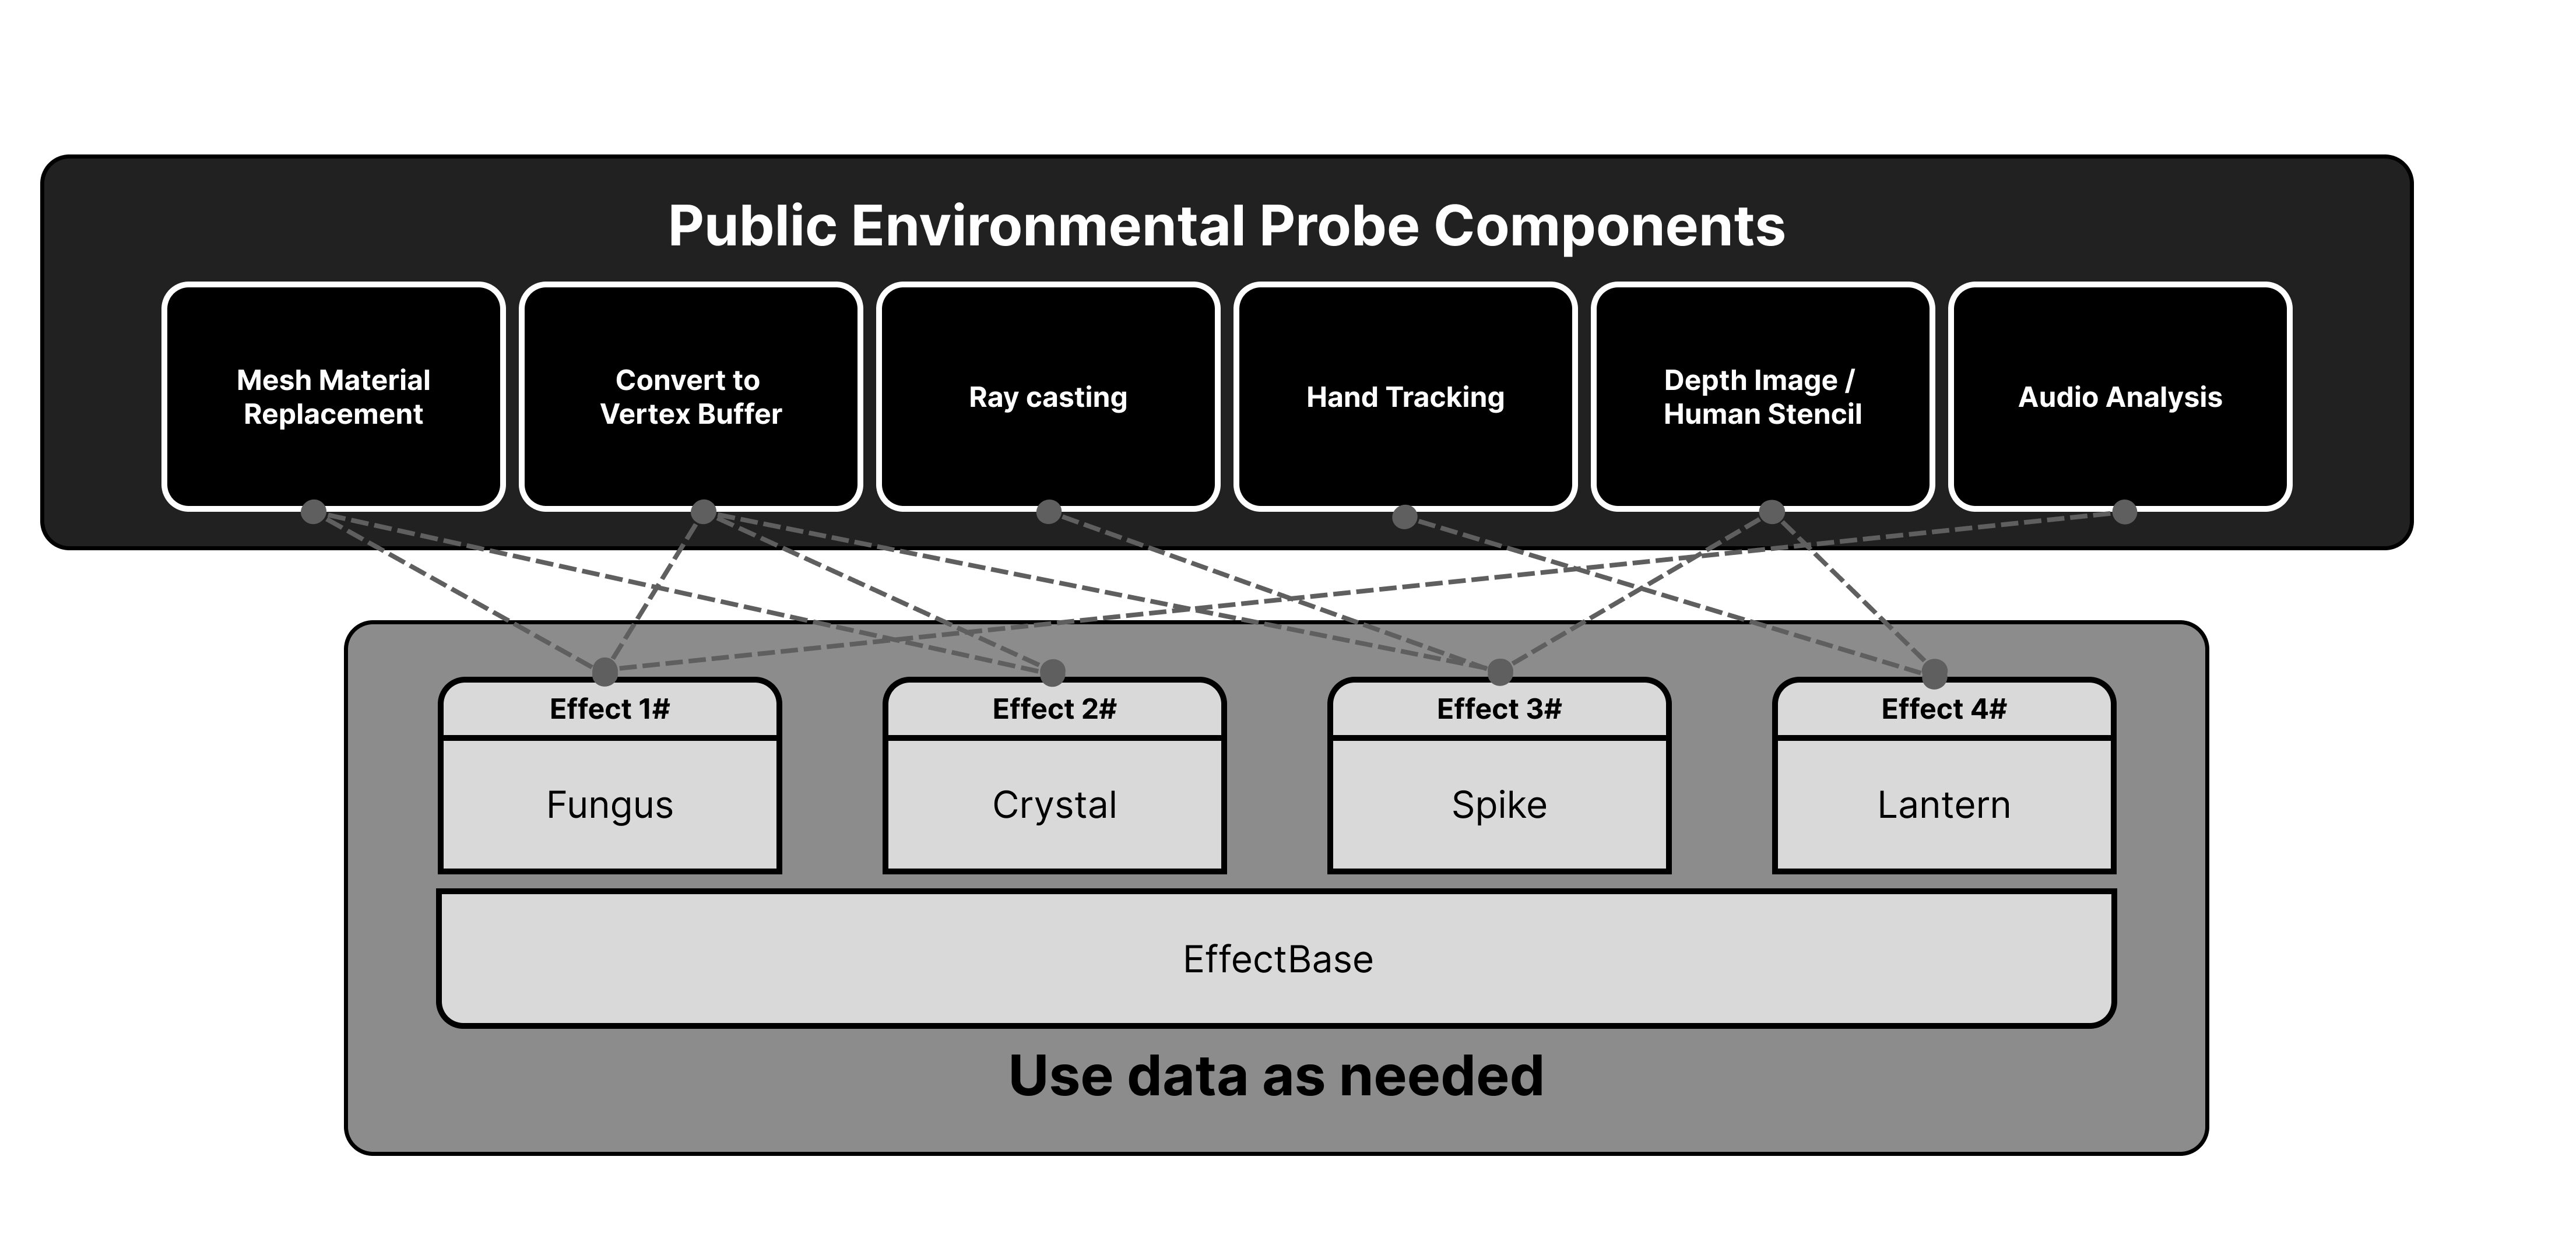 Public Environmental Probe Components
Mesh Material
Replacement
Convert to
Vertex Buffer
Ray casting
Hand Tracking
Depth Image /
Human Stencil
Audio Analysis
Effect 1#
Fungus
Effect 2#
Crystal
Effect 3#
Spike
Effect 4#
Lantern
EffectBase
Use data as needed